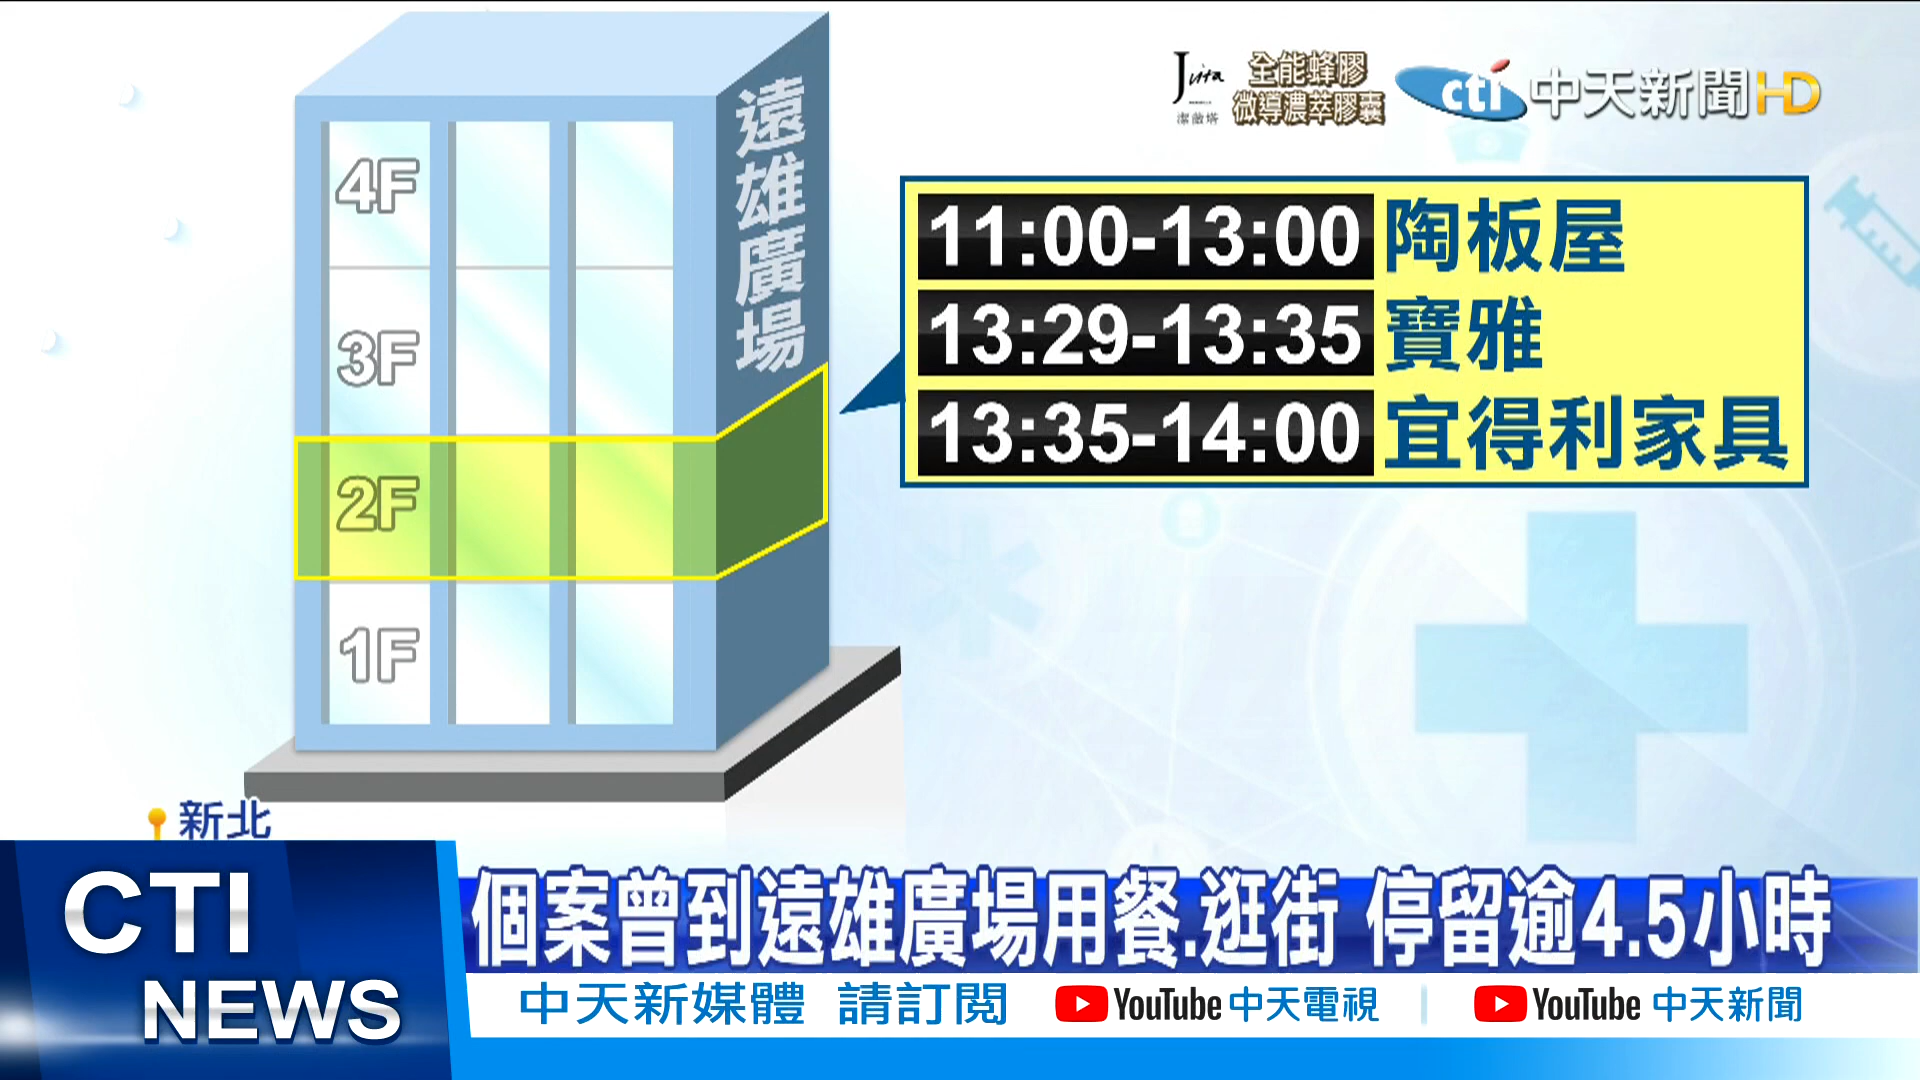 Jvita
潔倣塔
全能蜂膠
微導濃萃膠囊
cti 中天新聞HD
遠雄廣場
4F
3F
2F
1F
11:00-13:00 陶板屋
13:29-13:35 寶雅
13:35-14:00 宜得利家具
新北
CTI
NEWS
個案曾到遠雄廣場用餐.逛街 停留逾4.5小時
中天新媒體 請訂閱 YouTube 中天電視 | YouTube 中天新聞